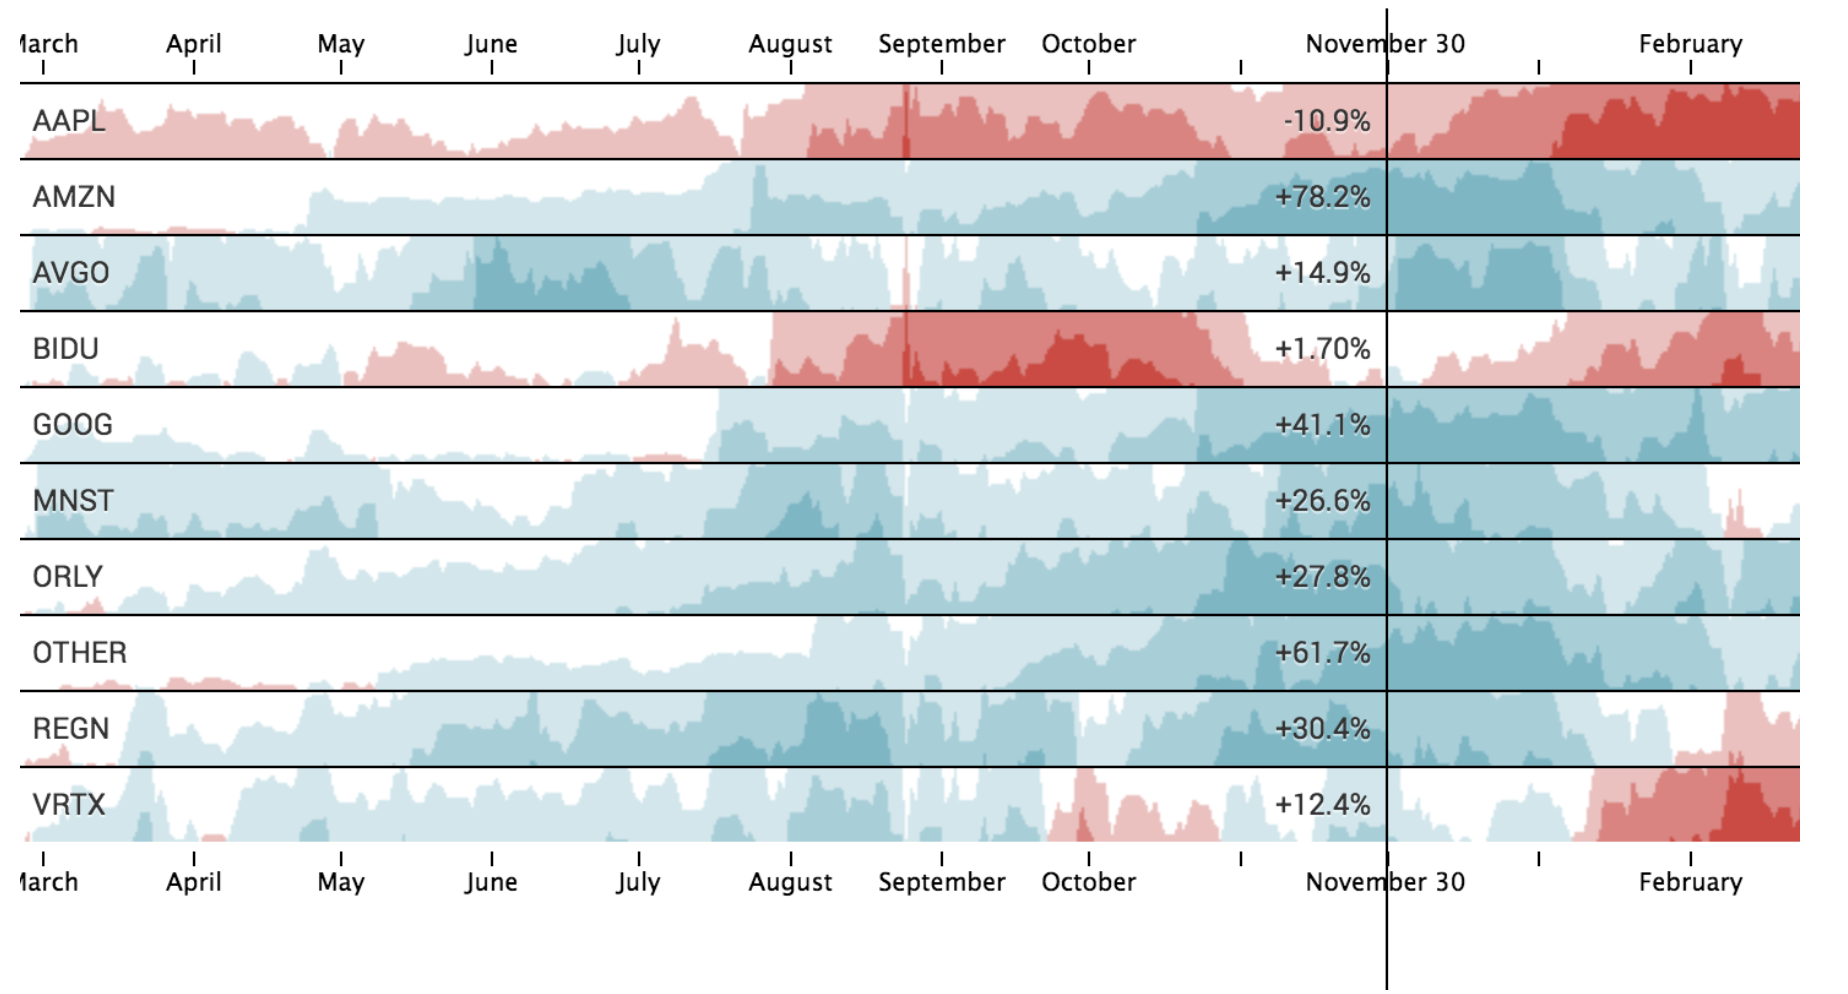 March April May June July August September October November 30 February
AAPL -10.9%
AMZN +78.2%
AVGO +14.9%
BIDU +1.70%
GOOG +41.1%
MNST +26.6%
ORLY +27.8%
OTHER +61.7%
REGN +30.4%
VRTX +12.4%
March April May June July August September October November 30 February